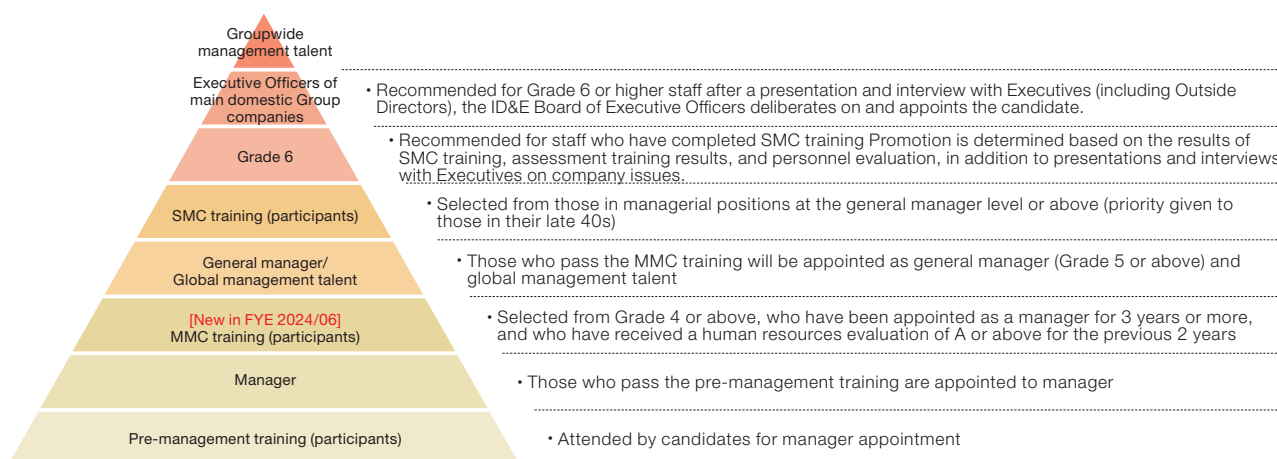 Groupwide
management talent
Executive Officers of
main domestic Group
companies
• Recommended for Grade 6 or higher staff after a presentation and interview with Executives (including Outside
Directors), the ID&E Board of Executive Officers deliberates on and appoints the candidate.
Grade 6
• Recommended for staff who have completed SMC training Promotion is determined based on the results of
SMC training, assessment training results, and personnel evaluation, in addition to presentations and interviews
with Executives on company issues.
SMC training (participants)
• Selected from those in managerial positions at the general manager level or above (priority given to
those in their late 40s)
General manager/
Global management talent
• Those who pass the MMC training will be appointed as general manager (Grade 5 or above) and
global management talent
[New in FYE 2024/06]
MMC training (participants)
• Selected from Grade 4 or above, who have been appointed as a manager for 3 years or more,
and who have received a human resources evaluation of A or above for the previous 2 years
Manager
• Those who pass the pre-management training are appointed to manager
Pre-management training (participants)
• Attended by candidates for manager appointment